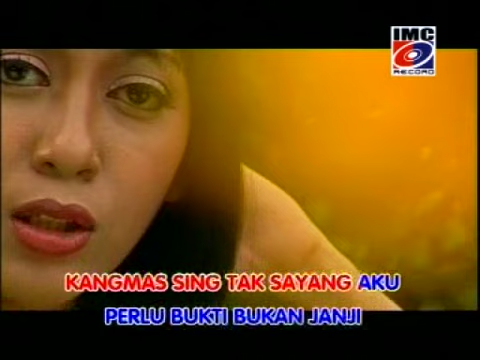 IMC
RECORD
KANGMAS SING TAK SAYANG AKU
PERLU BUKTI BUKAN JANJI